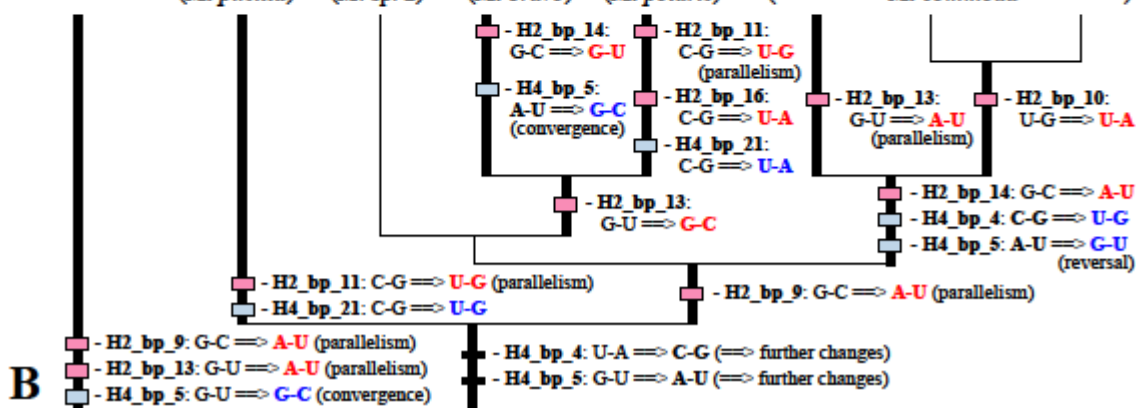 - H2_bp_14:
G-C ==> G-U
- H4_bp_5:
A-U ==> G-C
(convergence)
- H2_bp_11:
C-G ==> U-G
(parallelism)
- H2_bp_16:
C-G ==> U-A
- H4_bp_21:
C-G ==> U-A
- H2_bp_13:
G-U ==> A-U
(parallelism)
- H2_bp_10:
U-G ==> U-A
- H2_bp_13:
G-U ==> G-C
- H2_bp_14: G-C ==> A-U
- H4_bp_4: C-G ==> U-G
- H4_bp_5: A-U ==> G-U
(reversal)
- H2_bp_11: C-G ==> U-G (parallelism)
- H4_bp_21: C-G ==> U-G
- H2_bp_9: G-C ==> A-U (parallelism)
- H2_bp_9: G-C ==> A-U (parallelism)
- H2_bp_13: G-U ==> A-U (parallelism)
- H4_bp_5: G-U ==> G-C (convergence)
- H4_bp_4: U-A ==> C-G (==> further changes)
- H4_bp_5: G-U ==> A-U (==> further changes)
B